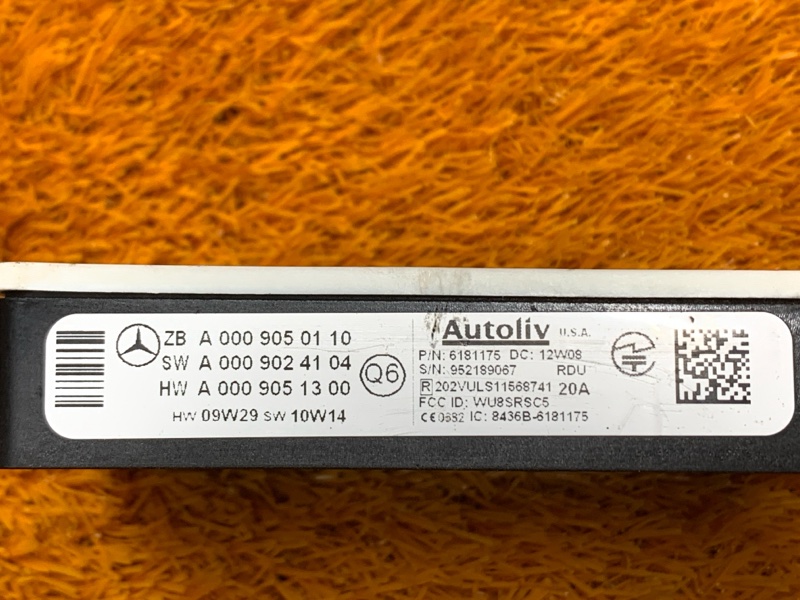 ZB A 000 905 01 10
SW A 000 902 41 04
HW A 000 905 13 00
Q6
HW 09W29 SW 10W14
Autoliv U.S.A.
P/N: 6181175 DC: 12W08
S/N: 952189067 RDU
R 202VULS11568741 20A
FCC ID: WU8SRSC5
CE0682 IC: 8436B-6181175